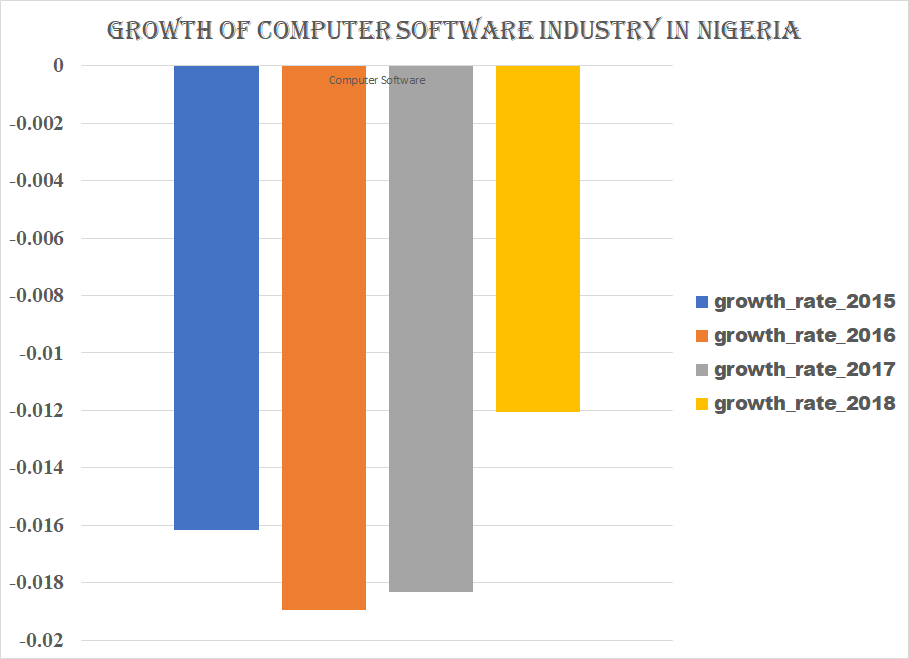 GROWTH OF COMPUTER SOFTWARE INDUSTRY IN NIGERIA
0
Computer Software
-0.002
-0.004
-0.006
-0.008
-0.01
-0.012
-0.014
-0.016
-0.018
-0.02
growth_rate_2015
growth_rate_2016
growth_rate_2017
growth_rate_2018